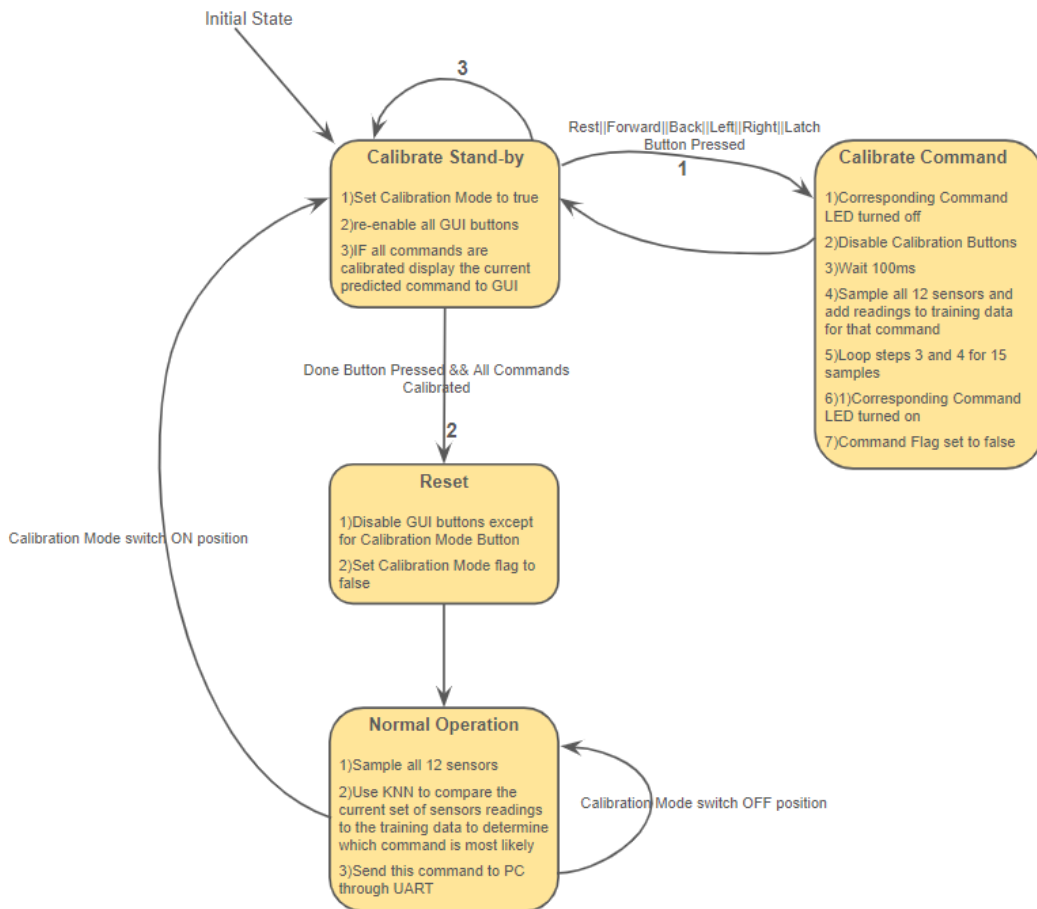 Initial State
3
Rest||Forward||Back||Left||Right||Latch
Button Pressed
1
Calibrate Stand-by
1)Set Calibration Mode to true
2)re-enable all GUI buttons
3)IF all commands are
calibrated display the current
predicted command to GUI
Calibrate Command
1)Corresponding Command
LED turned off
2)Disable Calibration Buttons
3)Wait 100ms
4)Sample all 12 sensors and
add readings to training data
for that command
5)Loop steps 3 and 4 for 15
samples
6)1)Corresponding Command
LED turned on
7)Command Flag set to false
Done Button Pressed && All Commands
Calibrated
2
Reset
1)Disable GUI buttons except
for Calibration Mode Button
2)Set Calibration Mode flag to
false
Calibration Mode switch ON position
Normal Operation
1)Sample all 12 sensors
2)Use KNN to compare the
current set of sensors readings
to the training data to determine
which command is most likely
3)Send this command to PC
through UART
Calibration Mode switch OFF position